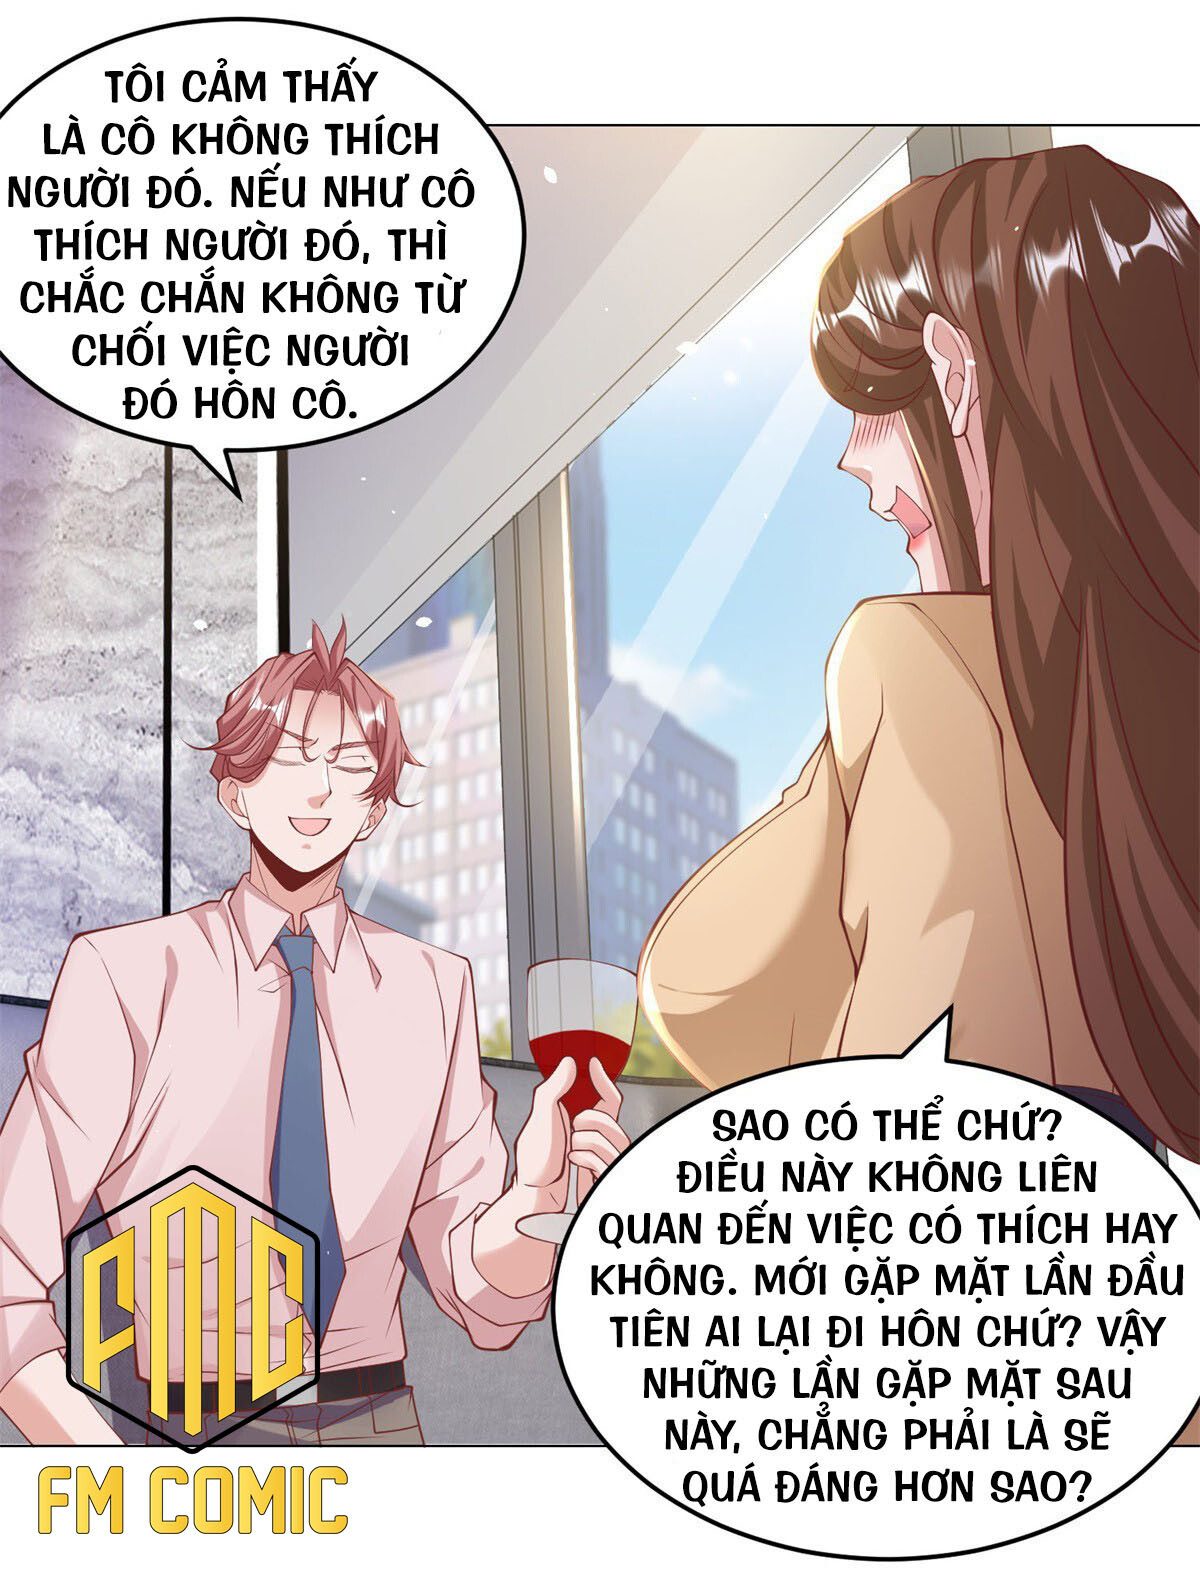 TÔI CẢM THẤY
LÀ CÔ KHÔNG THÍCH
NGƯỜI ĐÓ. NẾU NHƯ CÔ
THÍCH NGƯỜI ĐÓ, THÌ
CHẮC CHẮN KHÔNG TỪ
CHỐI VIỆC NGƯỜI
ĐÓ HÔN CÔ.
SAO CÓ THỂ CHỨ?
ĐIỀU NÀY KHÔNG LIÊN
QUAN ĐẾN VIỆC CÓ THÍCH HAY
KHÔNG. MỚI GẶP MẶT LẦN ĐẦU
TIÊN AI LẠI ĐI HÔN CHỨ? VẬY
NHỮNG LẦN GẶP MẶT SAU
NÀY, CHẲNG PHẢI LÀ SẼ
QUÁ ĐÁNG HƠN SAO?
FMC
FM COMIC